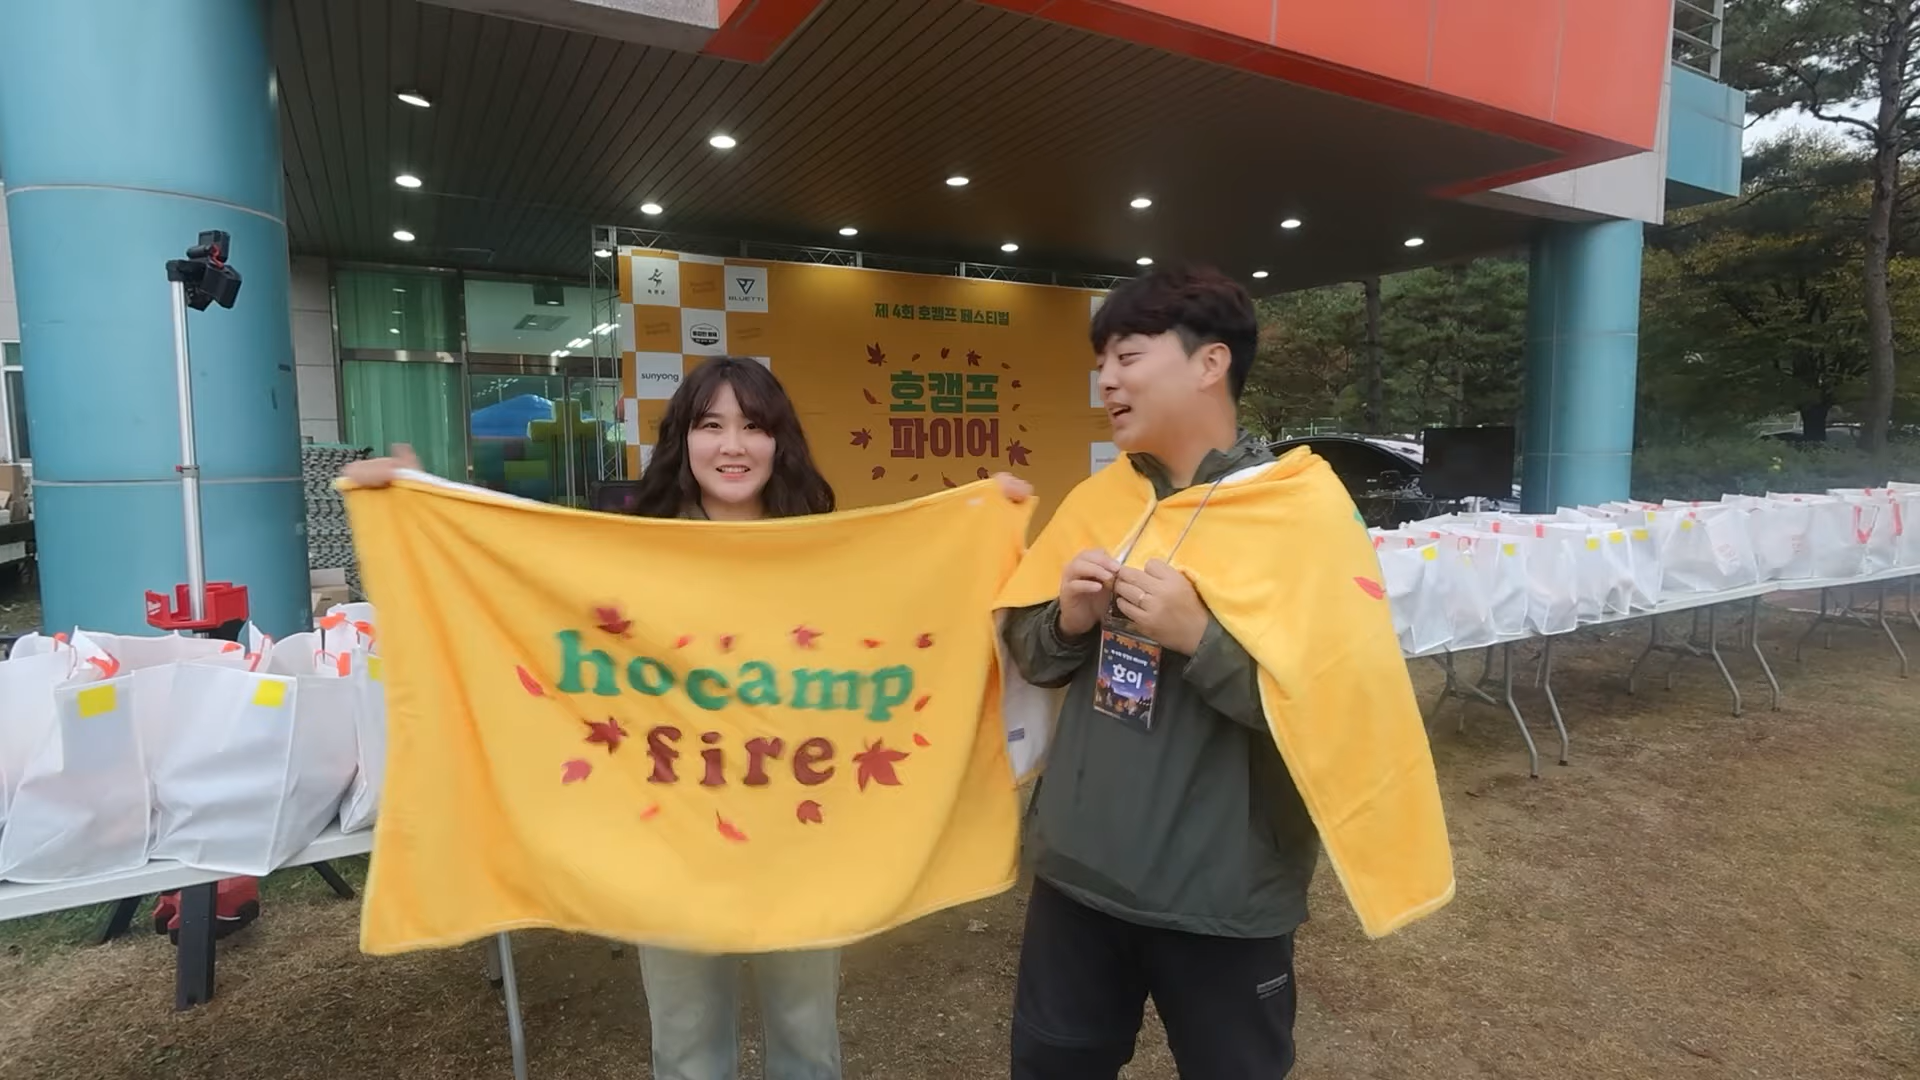 BLUETTI
sunyong
제 4회 호캠프 페스티벌
호캠프
파이어
hocamp
fire
호이